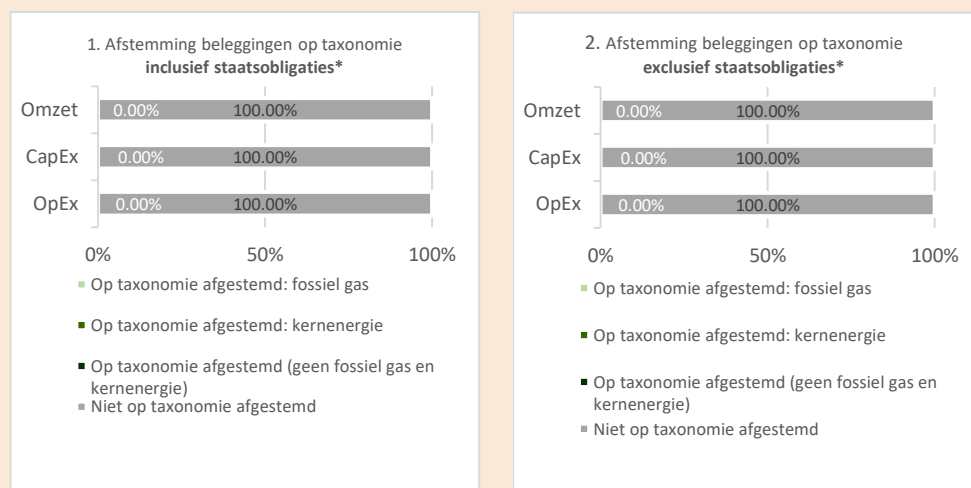 1. Afstemming beleggingen op taxonomie
inclusief staatsobligaties*
Omzet
0.00%
100.00%
CapEx
0.00%
100.00%
OpEx
0.00%
100.00%
0%
50%
100%
Op taxonomie afgestemd: fossiel gas
Op taxonomie afgestemd: kernenergie
Op taxonomie afgestemd (geen fossiel gas en
kernenergie)
Niet op taxonomie afgestemd
2. Afstemming beleggingen op taxonomie
exclusief staatsobligaties*
Omzet
0.00%
100.00%
CapEx
0.00%
100.00%
OpEx
0.00%
100.00%
0%
50%
100%
Op taxonomie afgestemd: fossiel gas
Op taxonomie afgestemd: kernenergie
Op taxonomie afgestemd (geen fossiel gas en
kernenergie)
Niet op taxonomie afgestemd